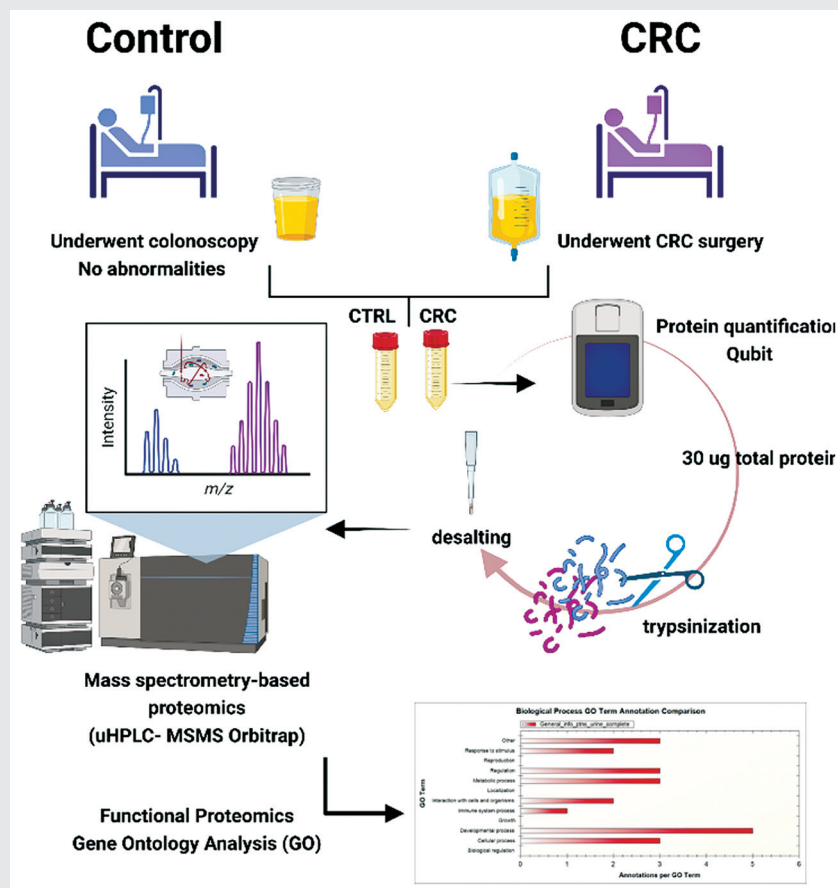 Control
CRC
Underwent colonoscopy
No abnormalities
Underwent CRC surgery
CTRL
CRC
Protein quantification
Qubit
30 ug total protein
Intensity
m/z
desalting
trypsinization
Mass spectrometry-based
proteomics
(uHPLC- MSMS Orbitrap)
Functional Proteomics
Gene Ontology Analysis (GO)
Biological Process GO Term Annotation Comparison
General_info_ptns_urine_complete
GO Term
Other
Response to stimulus
Reproduction
Regulation
Metabolic process
Localization
Interaction with cells and organisms
Immune system process
Growth
Developmental process
Cellular process
Biological regulation
0 1 2 3 4 5 6
Annotations per GO Term